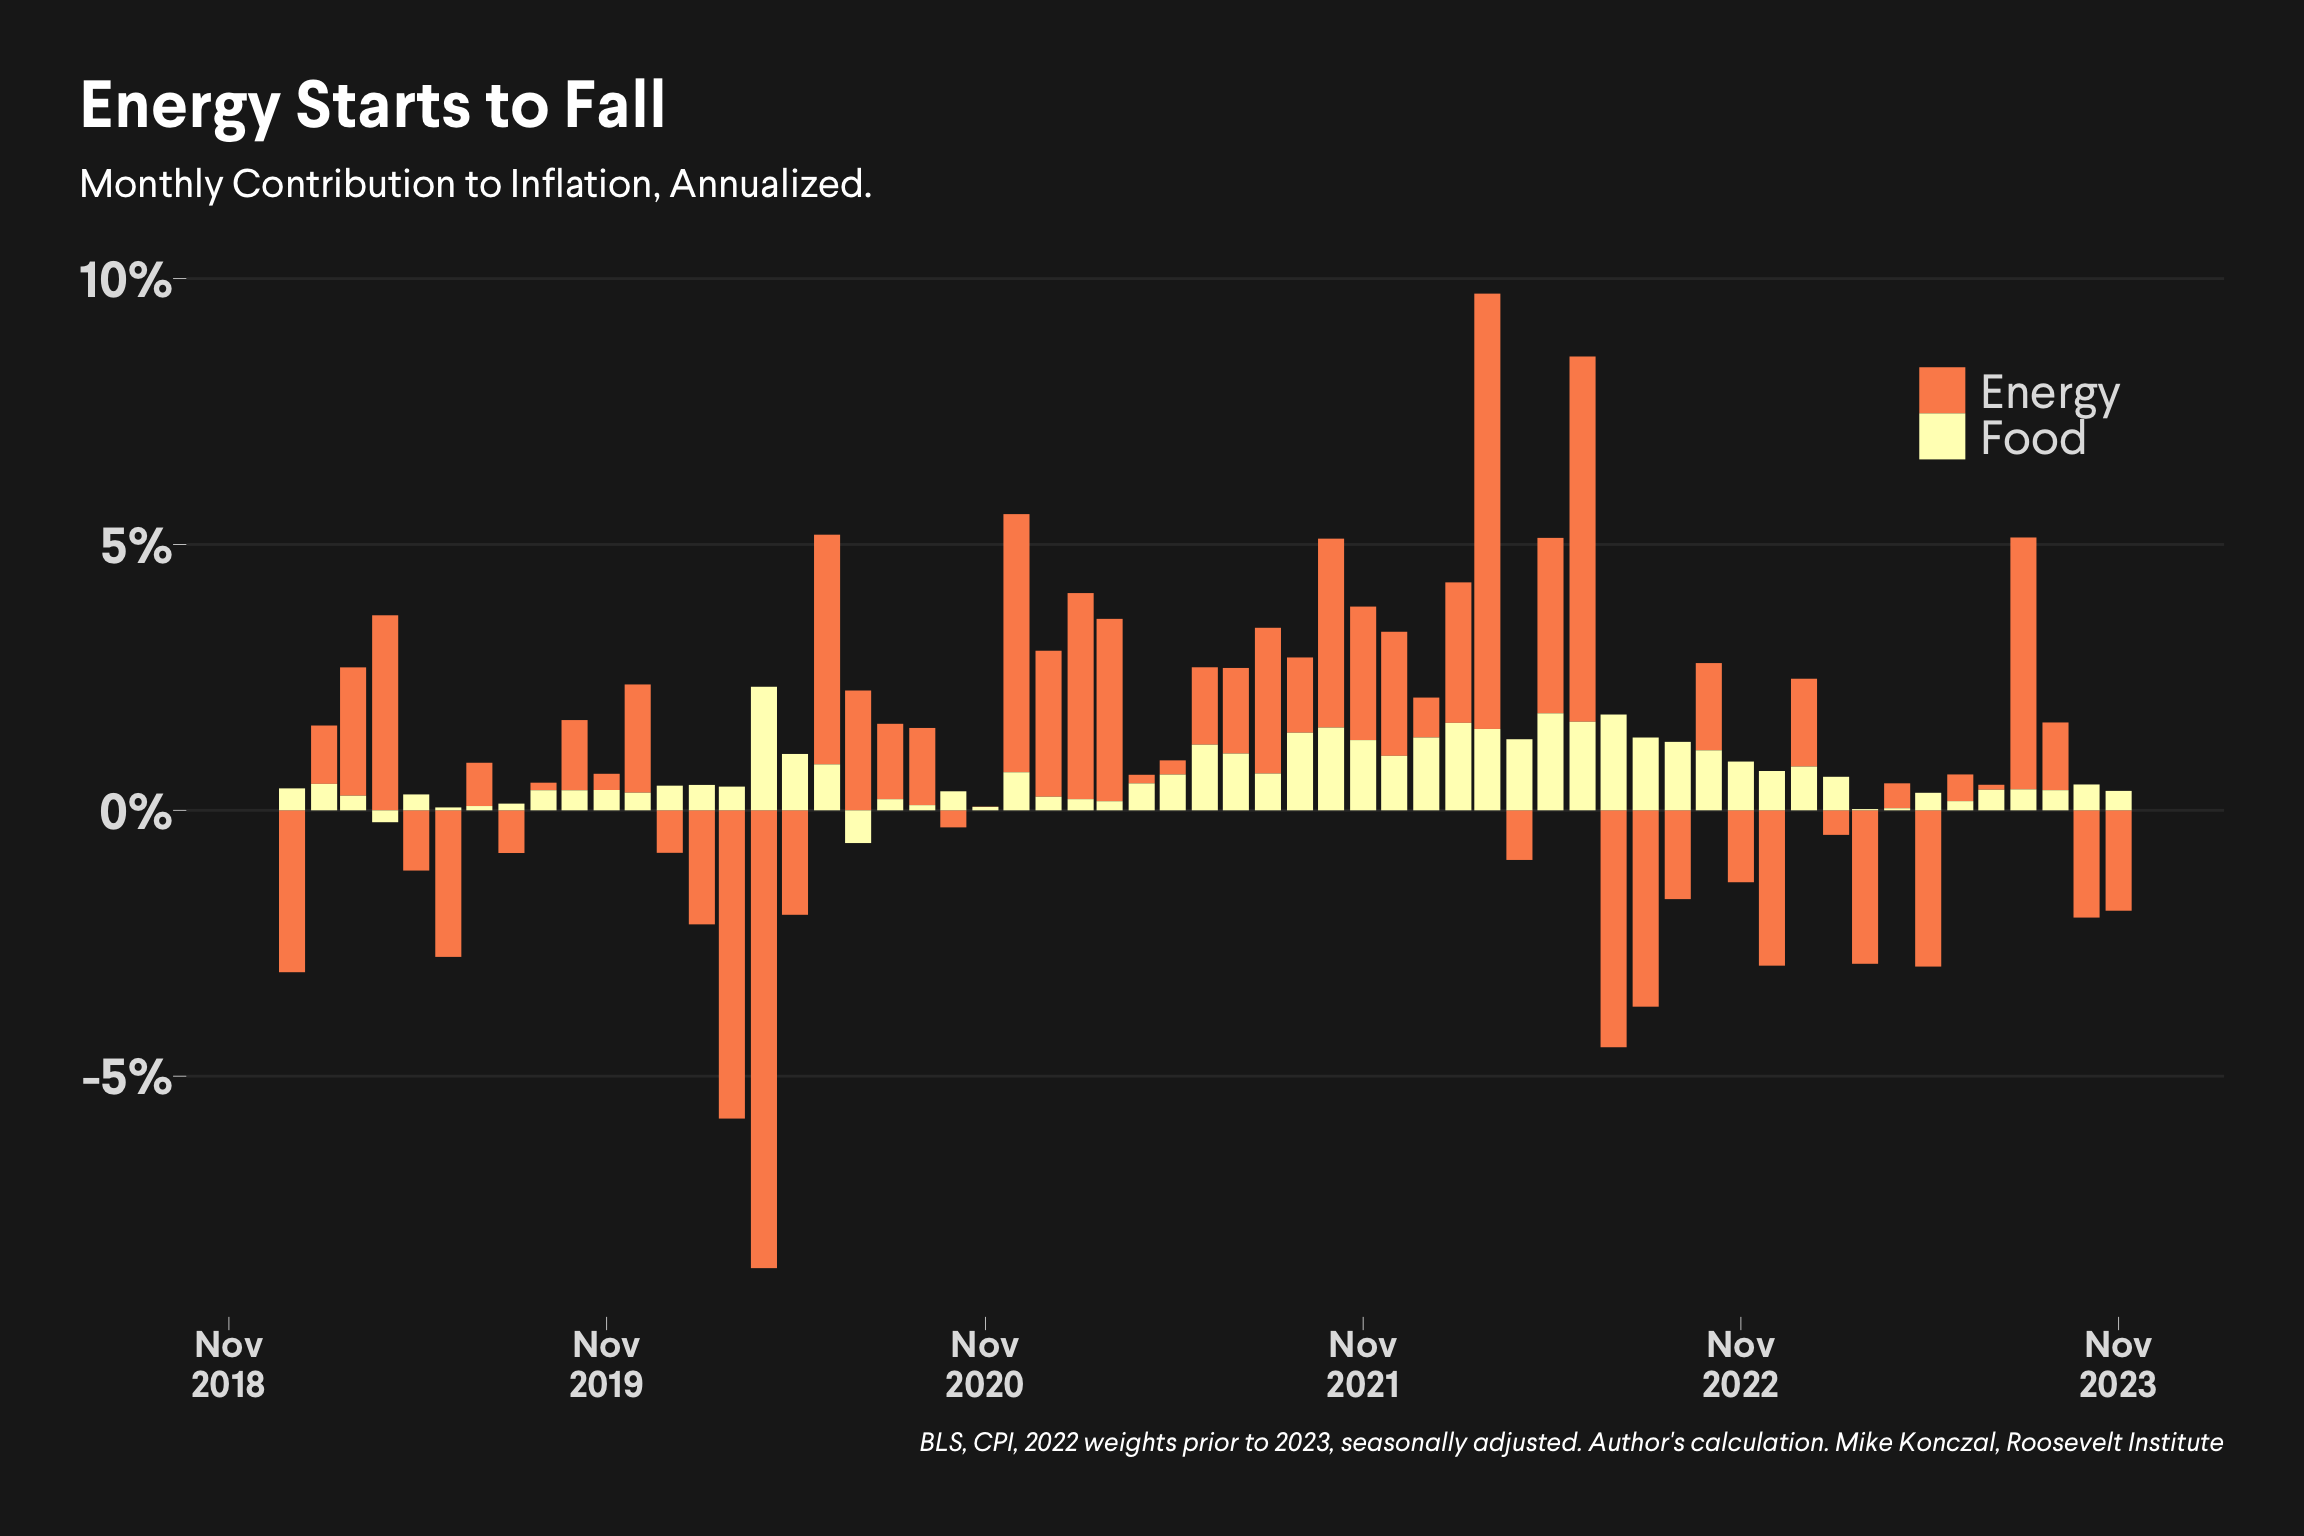 Energy Starts to Fall
Monthly Contribution to Inflation, Annualized.
10%
Energy
Food
5%
0%
-5%
Nov 2018
Nov 2019
Nov 2020
Nov 2021
Nov 2022
Nov 2023
BLS, CPI, 2022 weights prior to 2023, seasonally adjusted. Author's calculation. Mike Konczal, Roosevelt Institute